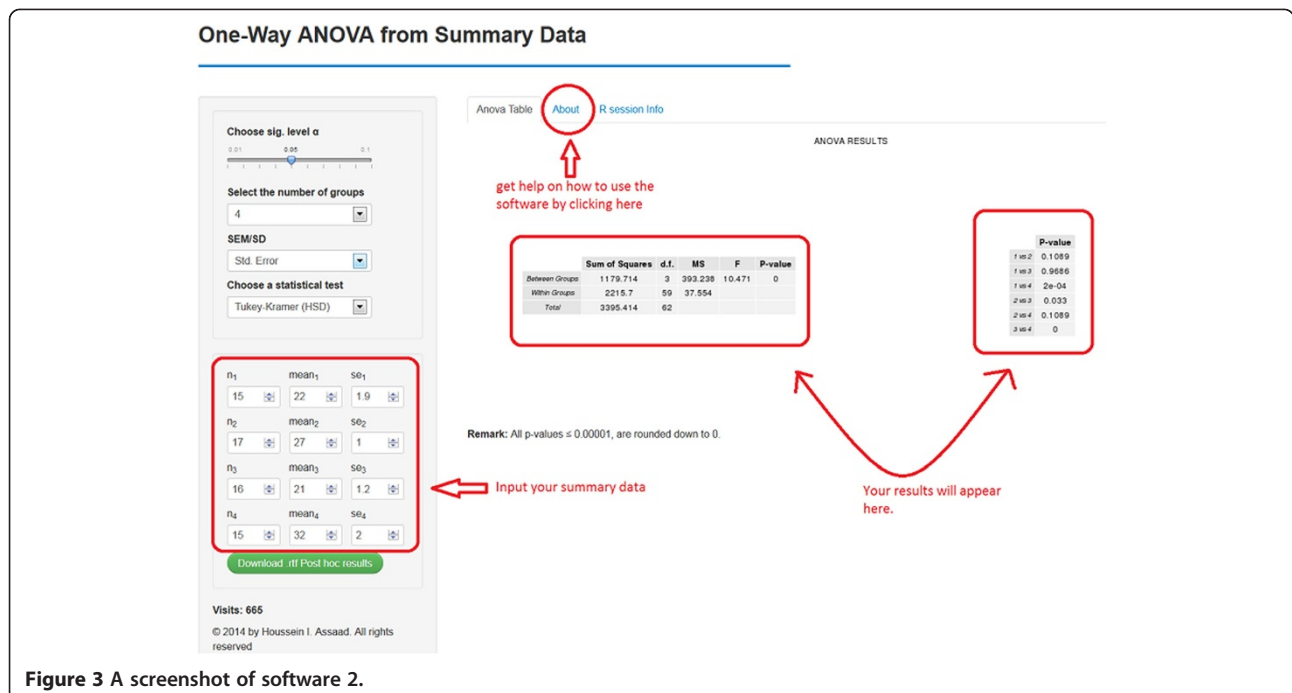 One-Way ANOVA from Summary Data
Choose sig. level α
0.01 0.05 0.1
Select the number of groups
4
SEM/SD
Std. Error
Choose a statistical test
Tukey-Kramer (HSD)
n1 mean1 se1
15 22 1.9
n2 mean2 se2
17 27 1
n3 mean3 se3
16 21 1.2
n4 mean4 se4
15 32 2
Download .rtf Post hoc results
Visits: 665
© 2014 by Houssein I. Assaad. All rights
reserved
Anova Table About R session Info
ANOVA RESULTS
get help on how to use the
software by clicking here
Sum of Squares d.f. MS F P-value
Between Groups 1179.714 3 393.238 10.471 0
Within Groups 2215.7 59 37.554
Total 3395.414 62
P-value
1 vs 2 0.1089
1 vs 3 0.9686
1 vs 4 2e-04
2 vs 3 0.033
2 vs 4 0.1089
3 vs 4 0
Remark: All p-values ≤ 0.00001, are rounded down to 0.
Input your summary data
Your results will appear
here.
Figure 3 A screenshot of software 2.